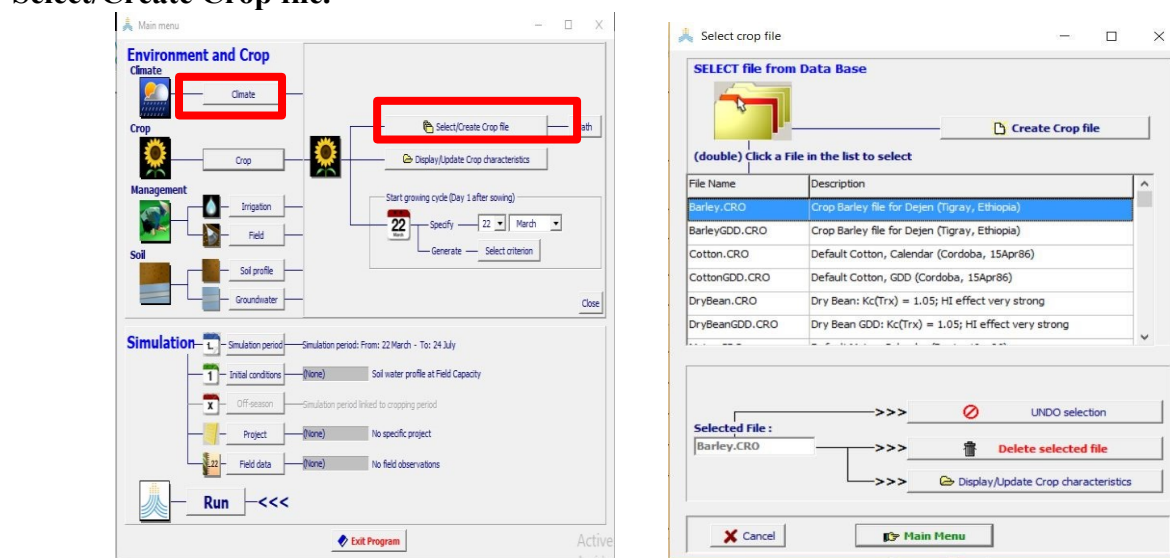 Select/Create Crop file.
Main menu
Environment and Crop
Climate
Climate
Crop
Crop
Management
Irrigation
Field
Soil
Soil profile
Groundwater
Select/Create Crop file
ath
Display/Update Crop characteristics
Start growing cycle (Day 1 after sowing)
22
March
Specify
22
March
Generate
Select criterion
Close
Simulation
Simulation period
Simulation period: From: 22 March - To: 24 July
1
Initial conditions
(None)
Soil water profile at Field Capacity
X
Off-season
Simulation period linked to cropping period
Project
(None)
No specific project
.22
Field data
(None)
No field observations
Run
<<<
Exit Program
Active
Select crop file
SELECT file from Data Base
Create Crop file
(double) Click a File in the list to select
File Name Description
Barley.CRO Crop Barley file for Dejen (Tigray, Ethiopia)
BarleyGDD.CRO Crop Barley file for Dejen (Tigray, Ethiopia)
Cotton.CRO Default Cotton, Calendar (Cordoba, 15Apr86)
CottonGDD.CRO Default Cotton, GDD (Cordoba, 15Apr86)
DryBean.CRO Dry Bean: Kc(Trx) = 1.05; HI effect very strong
DryBeanGDD.CRO Dry Bean GDD: Kc(Trx) = 1.05; HI effect very strong
>>> UNDO selection
Selected File :
Barley.CRO
>>> Delete selected file
>>> Display/Update Crop characteristics
Cancel
Main Menu